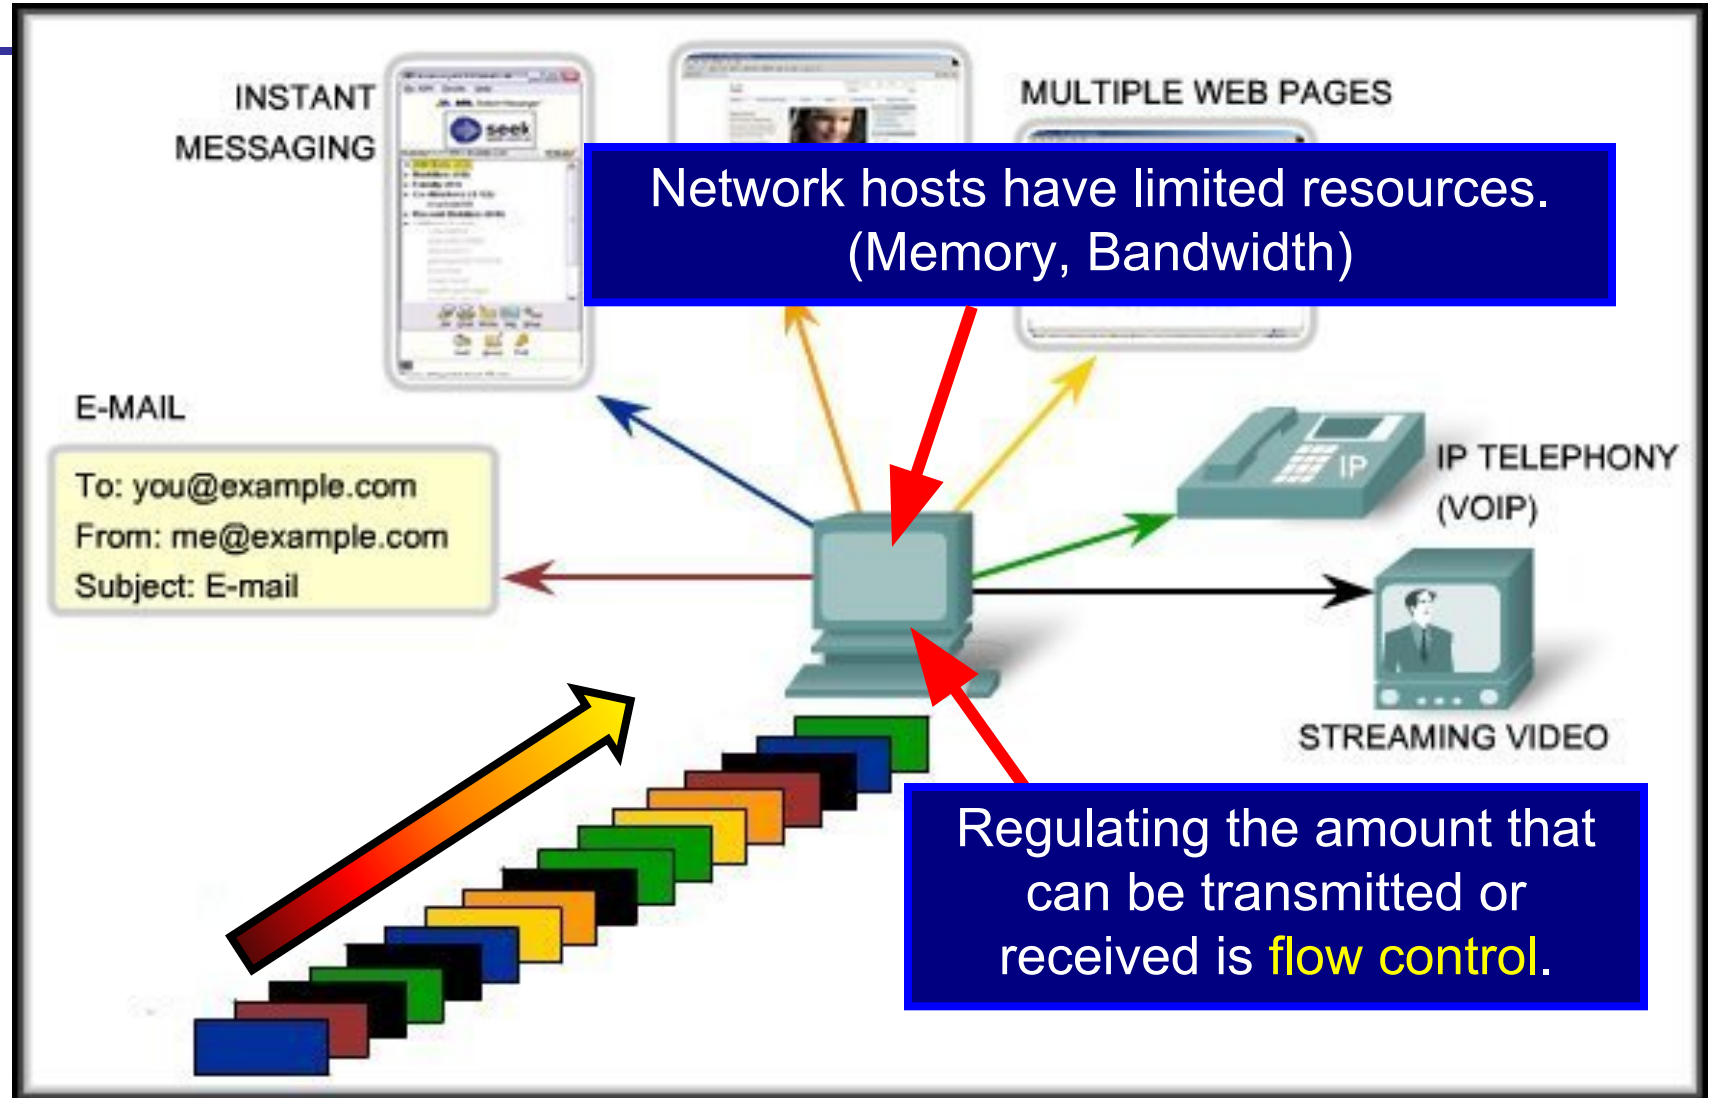 INSTANT
MESSAGING
seek
MULTIPLE WEB PAGES
Network hosts have limited resources.
(Memory, Bandwidth)
E-MAIL
To: you@example.com
From: me@example.com
Subject: E-mail
IP
IP TELEPHONY
(VOIP)
STREAMING VIDEO
Regulating the amount that
can be transmitted or
received is flow control.